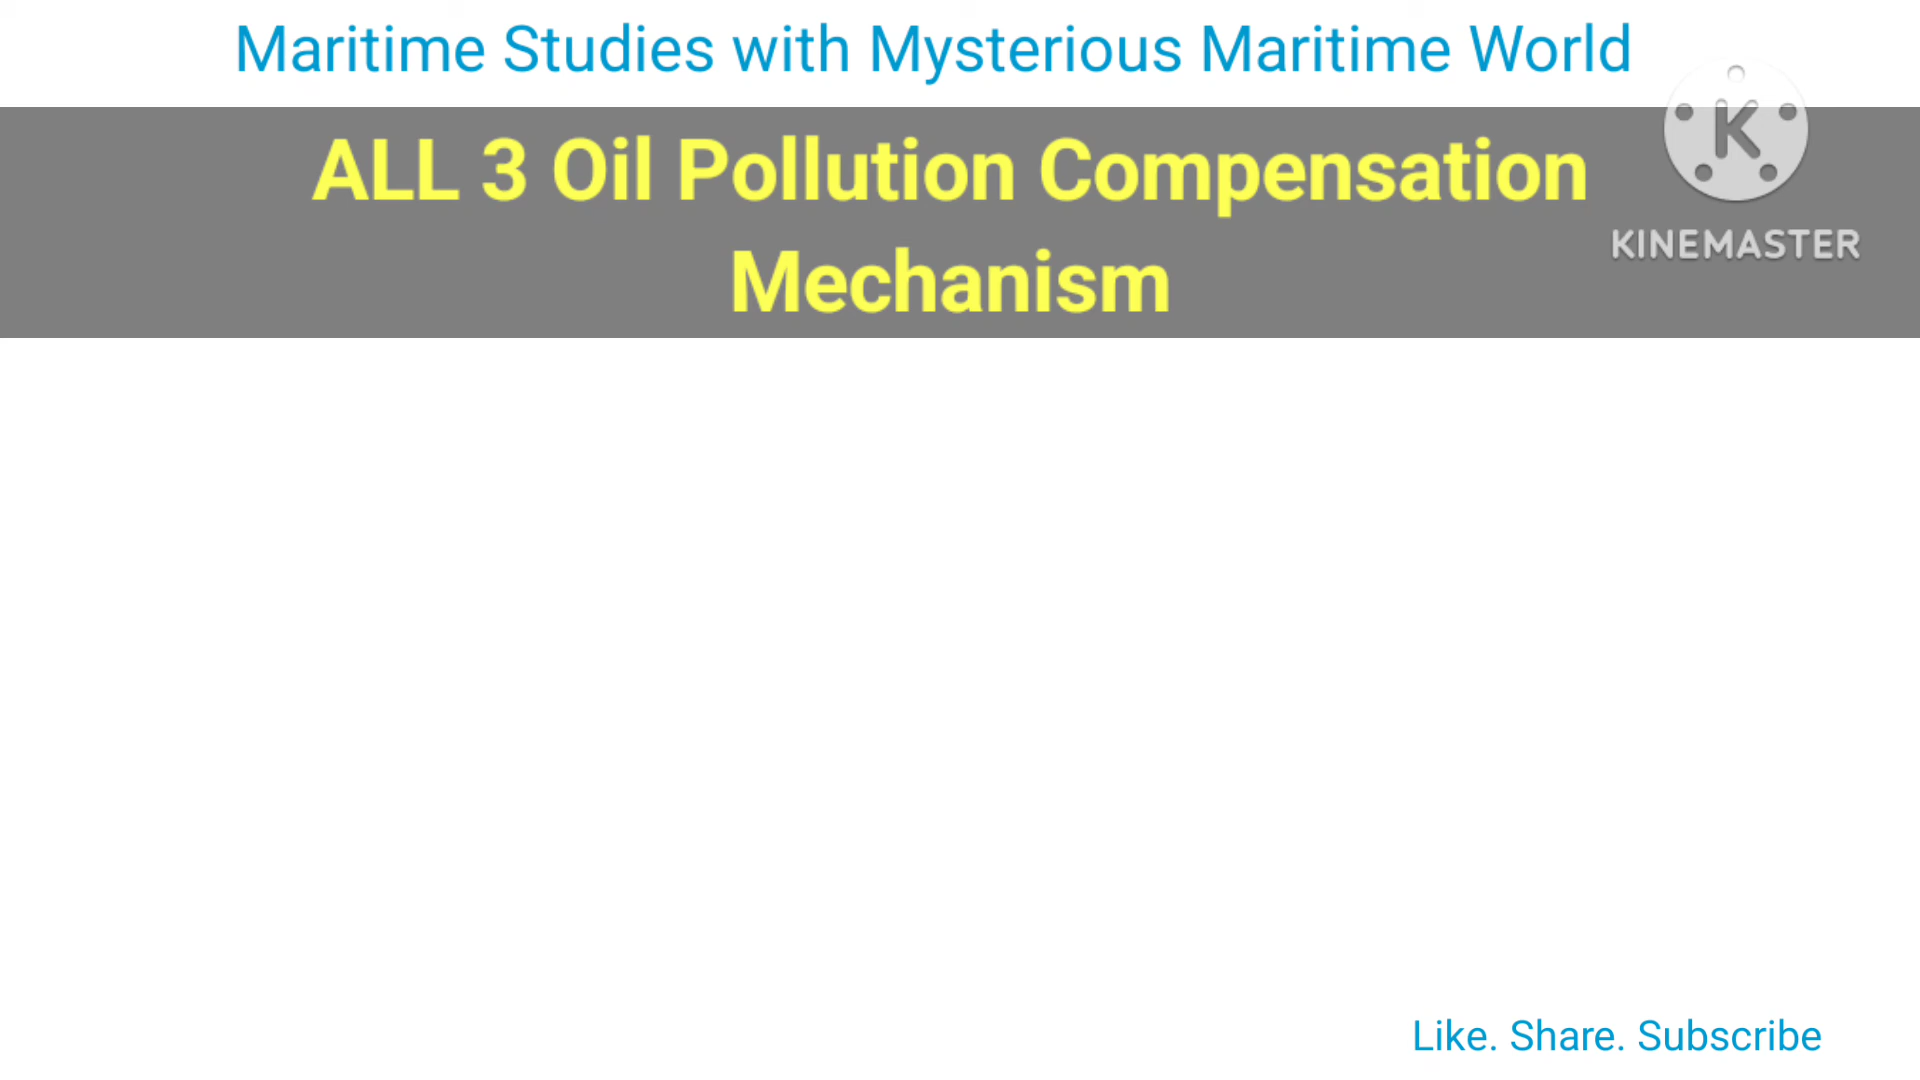 Maritime Studies with Mysterious Maritime World
ALL 3 Oil Pollution Compensation
Mechanism
K
KINEMASTER
Like. Share. Subscribe